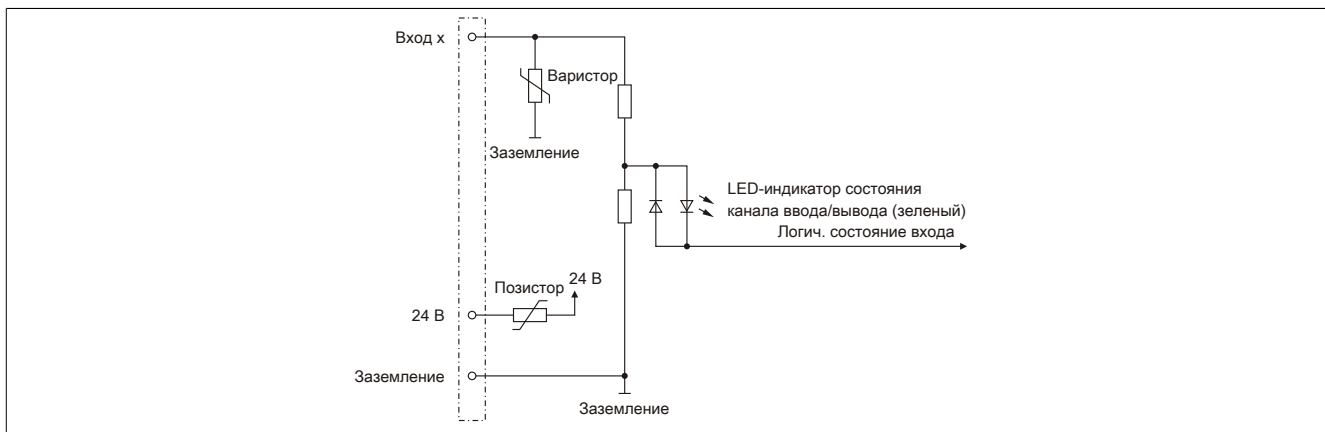 Вход x
Варистор
Заземление
LED-индикатор состояния
канала ввода/вывода (зеленый)
Логич. состояние входа
Позистор
24 В
24 В
Заземление
Заземление